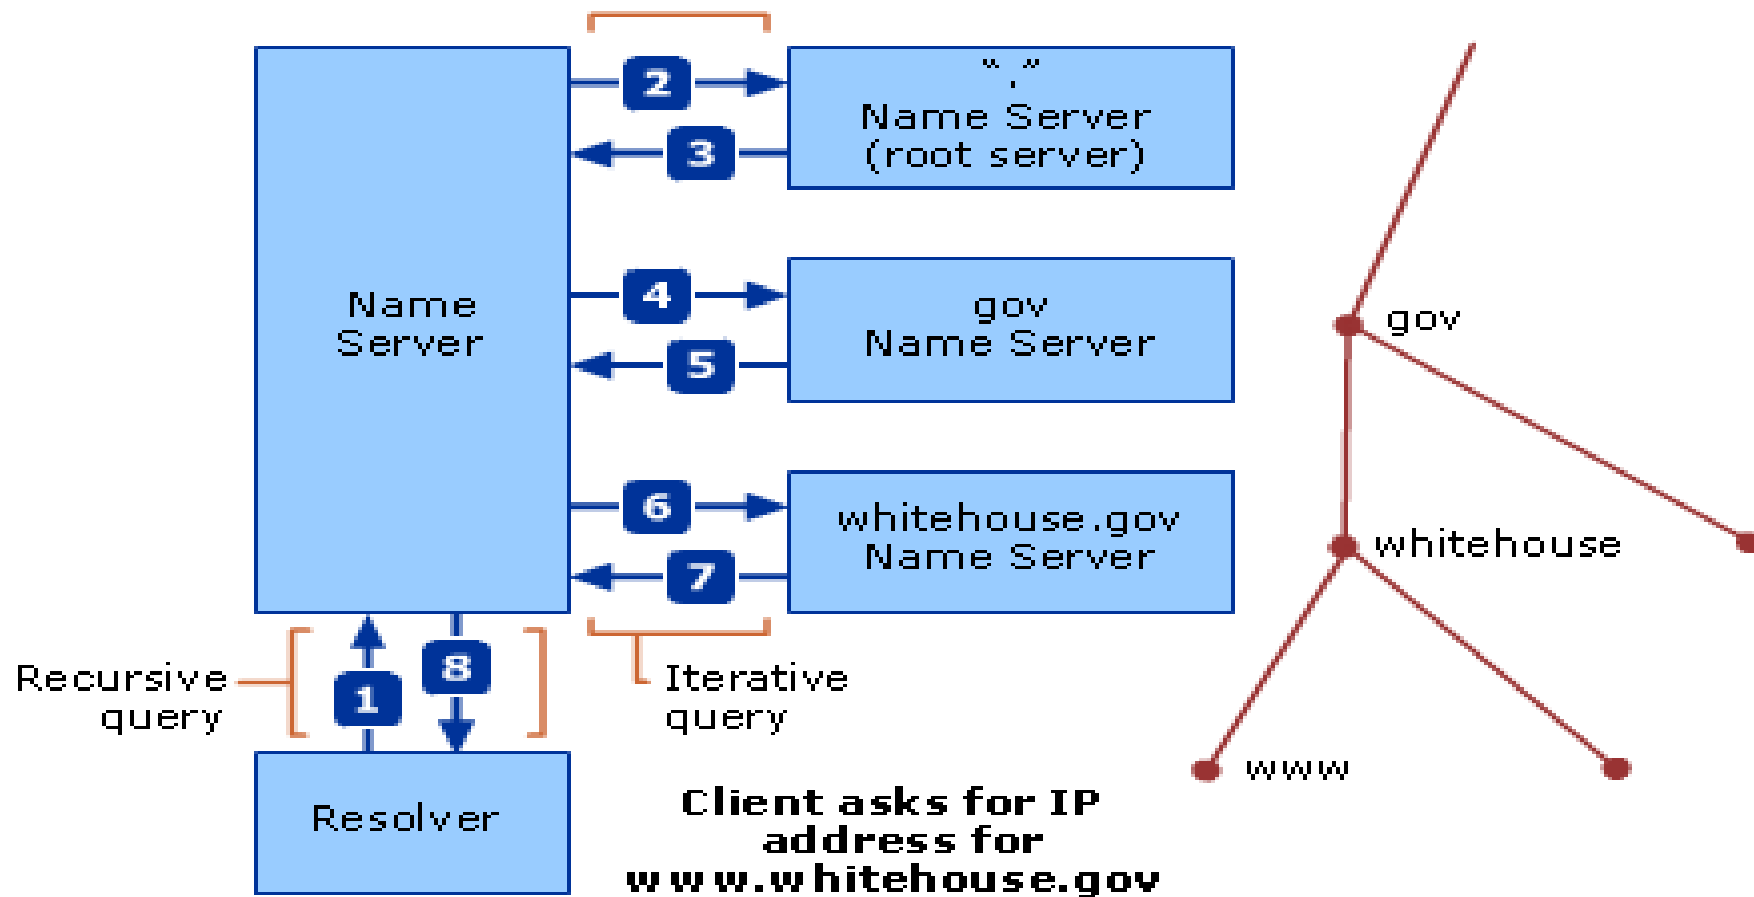 2
3
"."
Name Server
(root server)
Name
Server
4
5
gov
Name Server
6
7
whitehouse.gov
Name Server
Recursive
query
1
8
Iterative
query
Resolver
Client asks for IP
address for
www.whitehouse.gov
gov
whitehouse
www